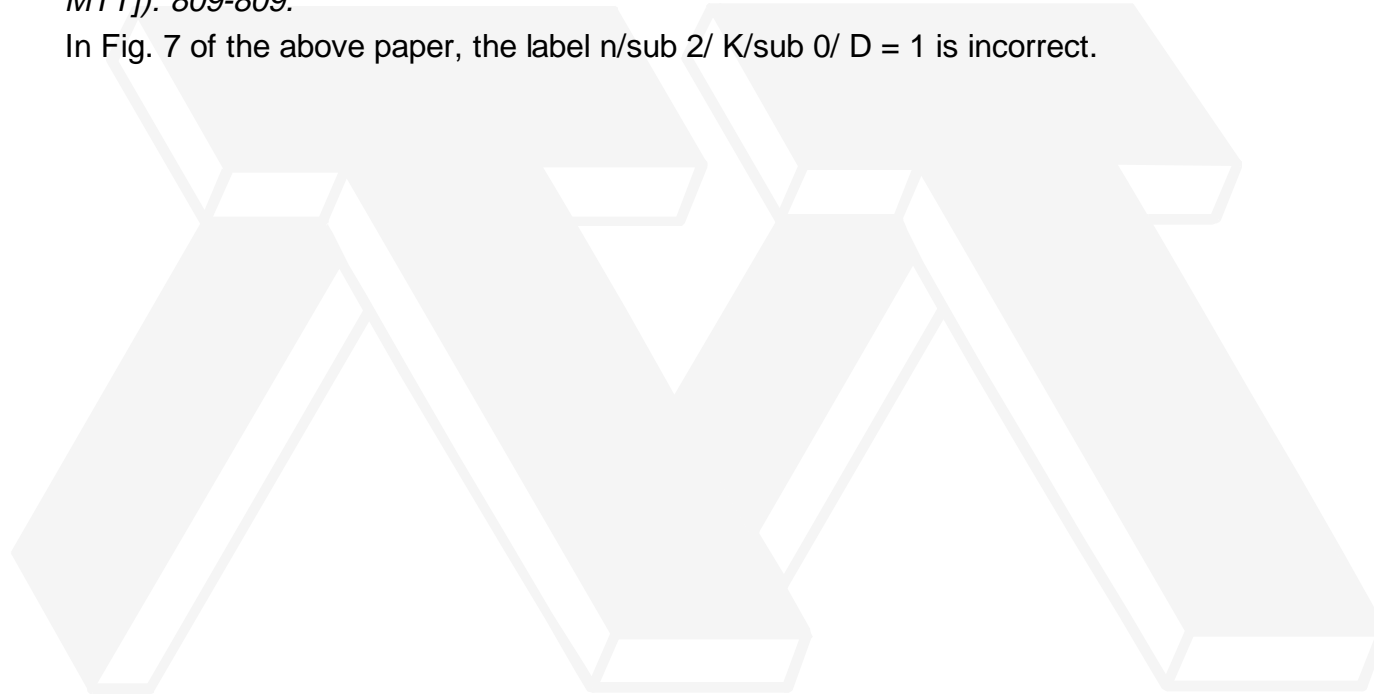 MTT]): 809-809.
In Fig. 7 of the above paper, the label n/sub 2/ K/sub 0/ D = 1 is incorrect.